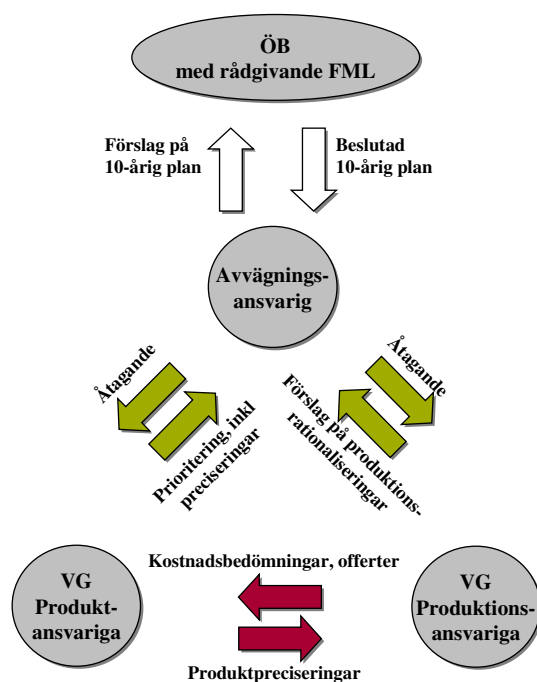 ÖB
med rådgivande FML
Förslag på
10-årig plan
Beslutad
10-årig plan
Avvägnings-
ansvarig
Åtagande
Prioritering, inkl
preciseringar
Åtagande
Förslag på produktions-
rationaliseringar
Kostnadsbedömningar, offerter
VG
Produkt-
ansvariga
VG
Produktions-
ansvariga
Produktpreciseringar